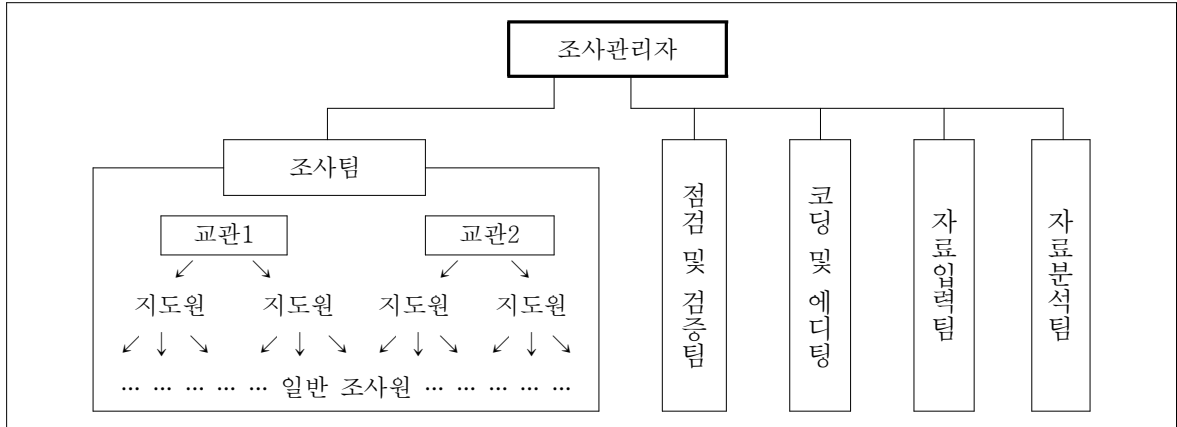 조사관리자
조사팀
교관1 교관2
지도원 지도원 지도원 지도원
… … … … … 일반 조사원 … … … … …
점검 및 검증팀
코딩 및 에디팅
자료입력팀
자료분석팀